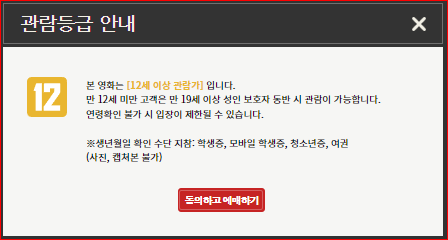 관람등급 안내
12
본 영화는 [12세 이상 관람가] 입니다.
만 12세 미만 고객은 만 19세 이상 성인 보호자 동반 시 관람이 가능합니다.
연령확인 불가 시 입장이 제한될 수 있습니다.
※생년월일 확인 수단 지참: 학생증, 모바일 학생증, 청소년증, 여권
(사진, 캡쳐본 불가)
동의하고 예매하기